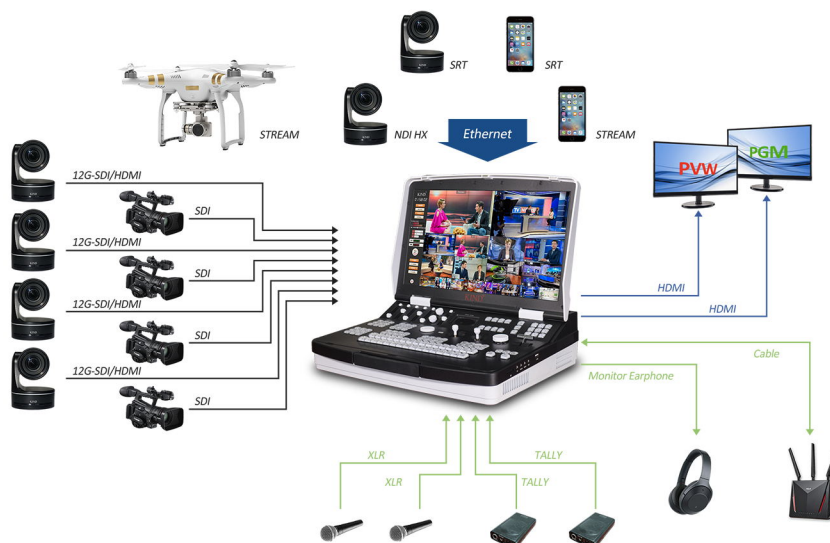 SRT
SRT
STREAM
NDI HX
Ethernet
STREAM
PVW
PGM
12G-SDI/HDMI
SDI
12G-SDI/HDMI
SDI
12G-SDI/HDMI
SDI
12G-SDI/HDMI
SDI
HDMI
HDMI
Cable
Monitor Earphone
XLR
TALLY
XLR
TALLY